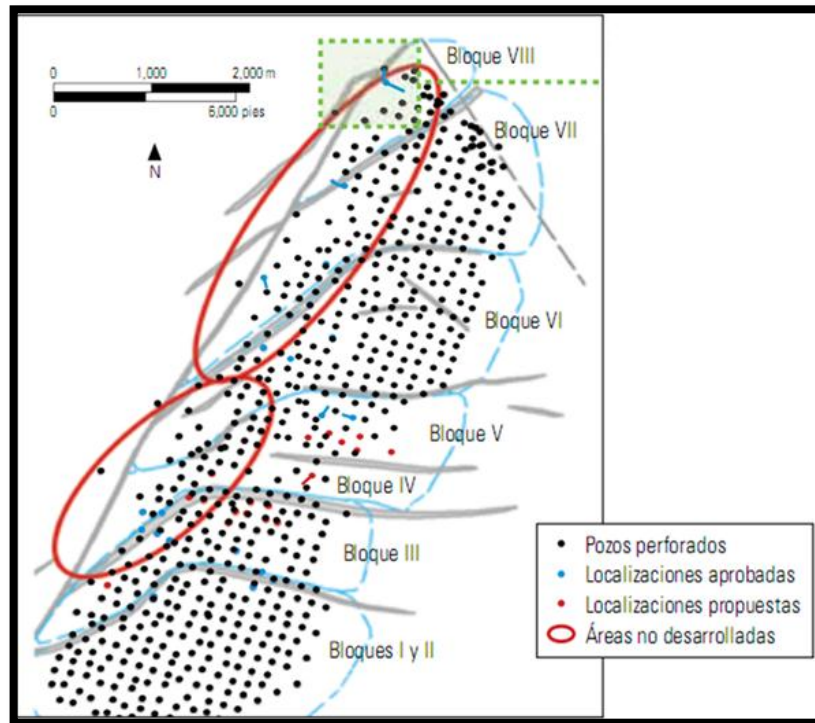 Bloque VIII
0 1,000 2,000 m
0 6,000 pies
N
Bloque VII
Bloque VI
Bloque V
Bloque IV
Bloque III
Bloques I y II
Pozos perforados
Localizaciones aprobadas
Localizaciones propuestas
Áreas no desarrolladas